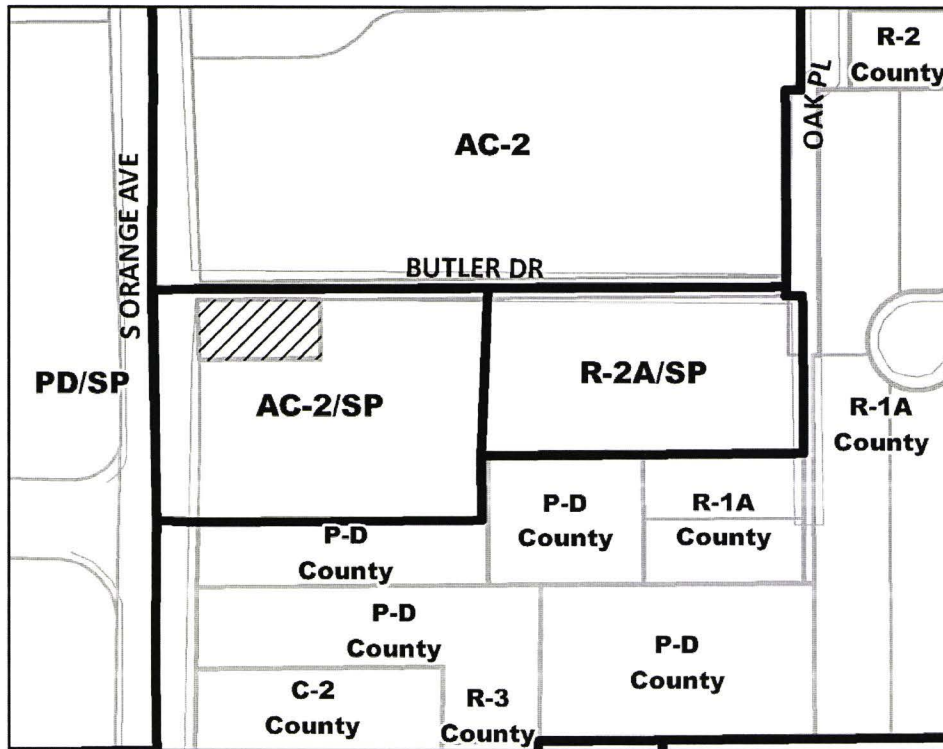 R-2
County
OAK PL
AC-2
S ORANGE AVE
BUTLER DR
PD/SP
AC-2/SP
R-2A/SP
R-1A
County
P-D
County
P-D
County
R-1A
County
P-D
County
P-D
County
C-2
County
R-3
County